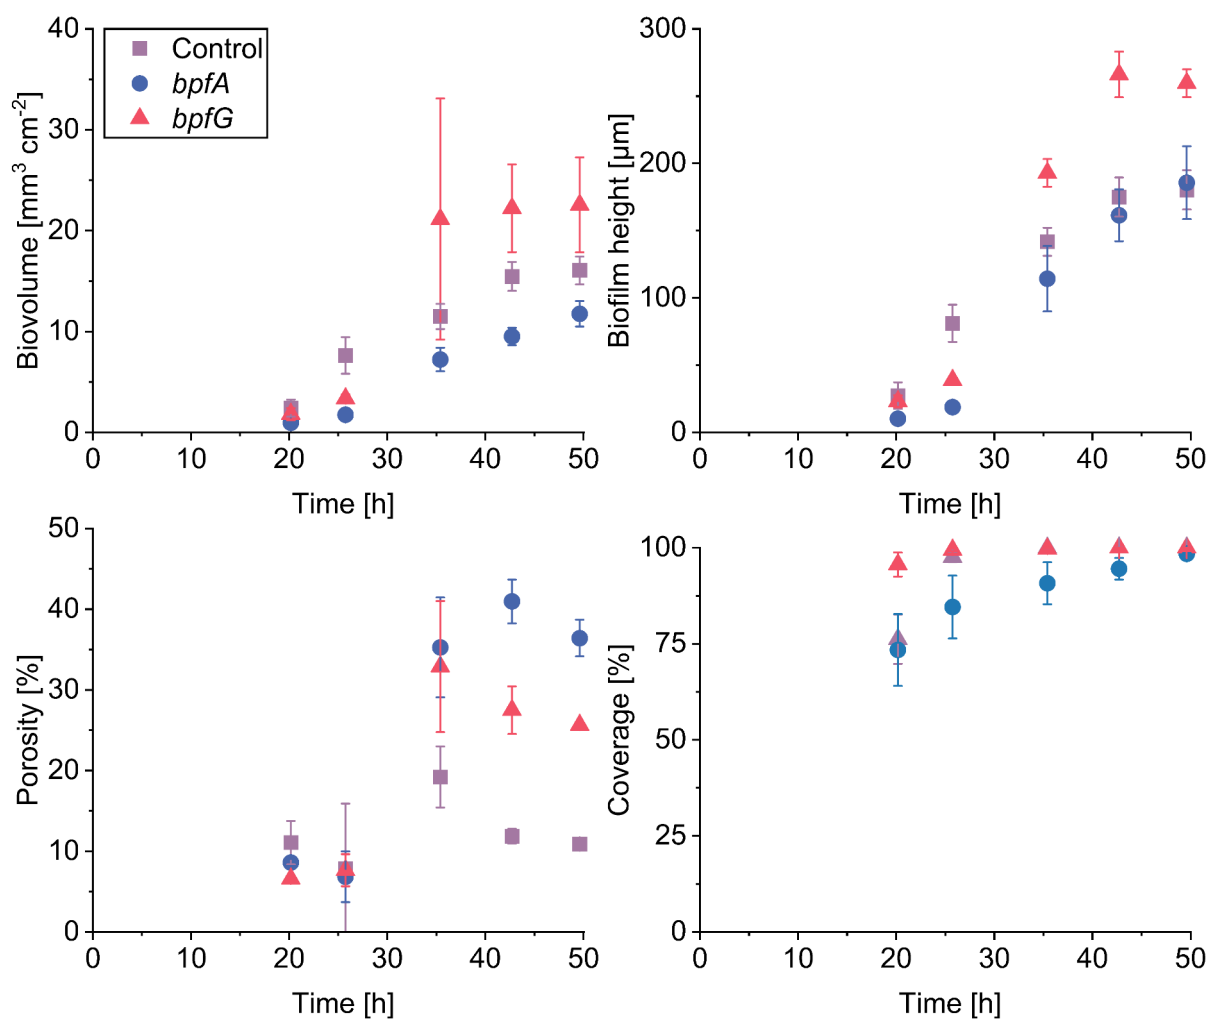 40
30
20
10
0
Biovolume [mm³ cm⁻²]
Control
bpfA
bpfG
0 10 20 30 40 50
Time [h]
300
200
100
0
Biofilm height [µm]
0 10 20 30 40 50
Time [h]
50
40
30
20
10
0
Porosity [%]
0 10 20 30 40 50
Time [h]
100
75
50
25
0
Coverage [%]
0 10 20 30 40 50
Time [h]